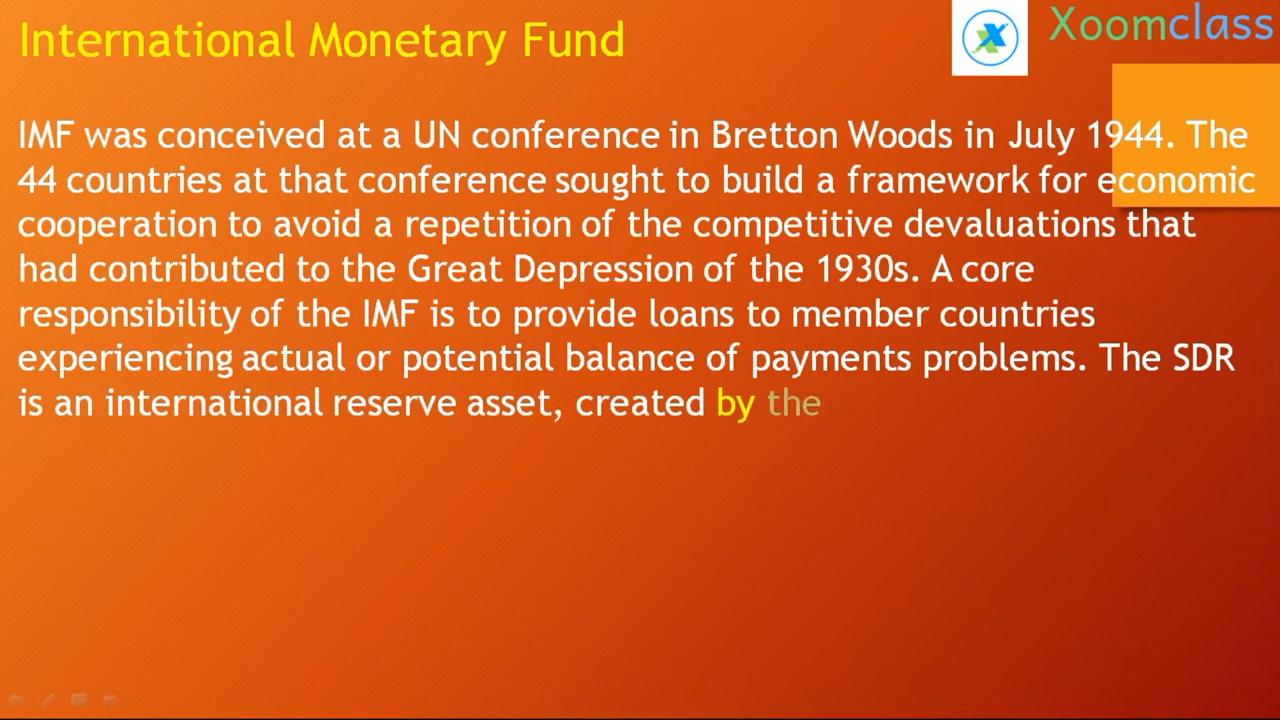 International Monetary Fund
Xoomclass
IMF was conceived at a UN conference in Bretton Woods in July 1944. The
44 countries at that conference sought to build a framework for economic
cooperation to avoid a repetition of the competitive devaluations that
had contributed to the Great Depression of the 1930s. A core
responsibility of the IMF is to provide loans to member countries
experiencing actual or potential balance of payments problems. The SDR
is an international reserve asset, created by the